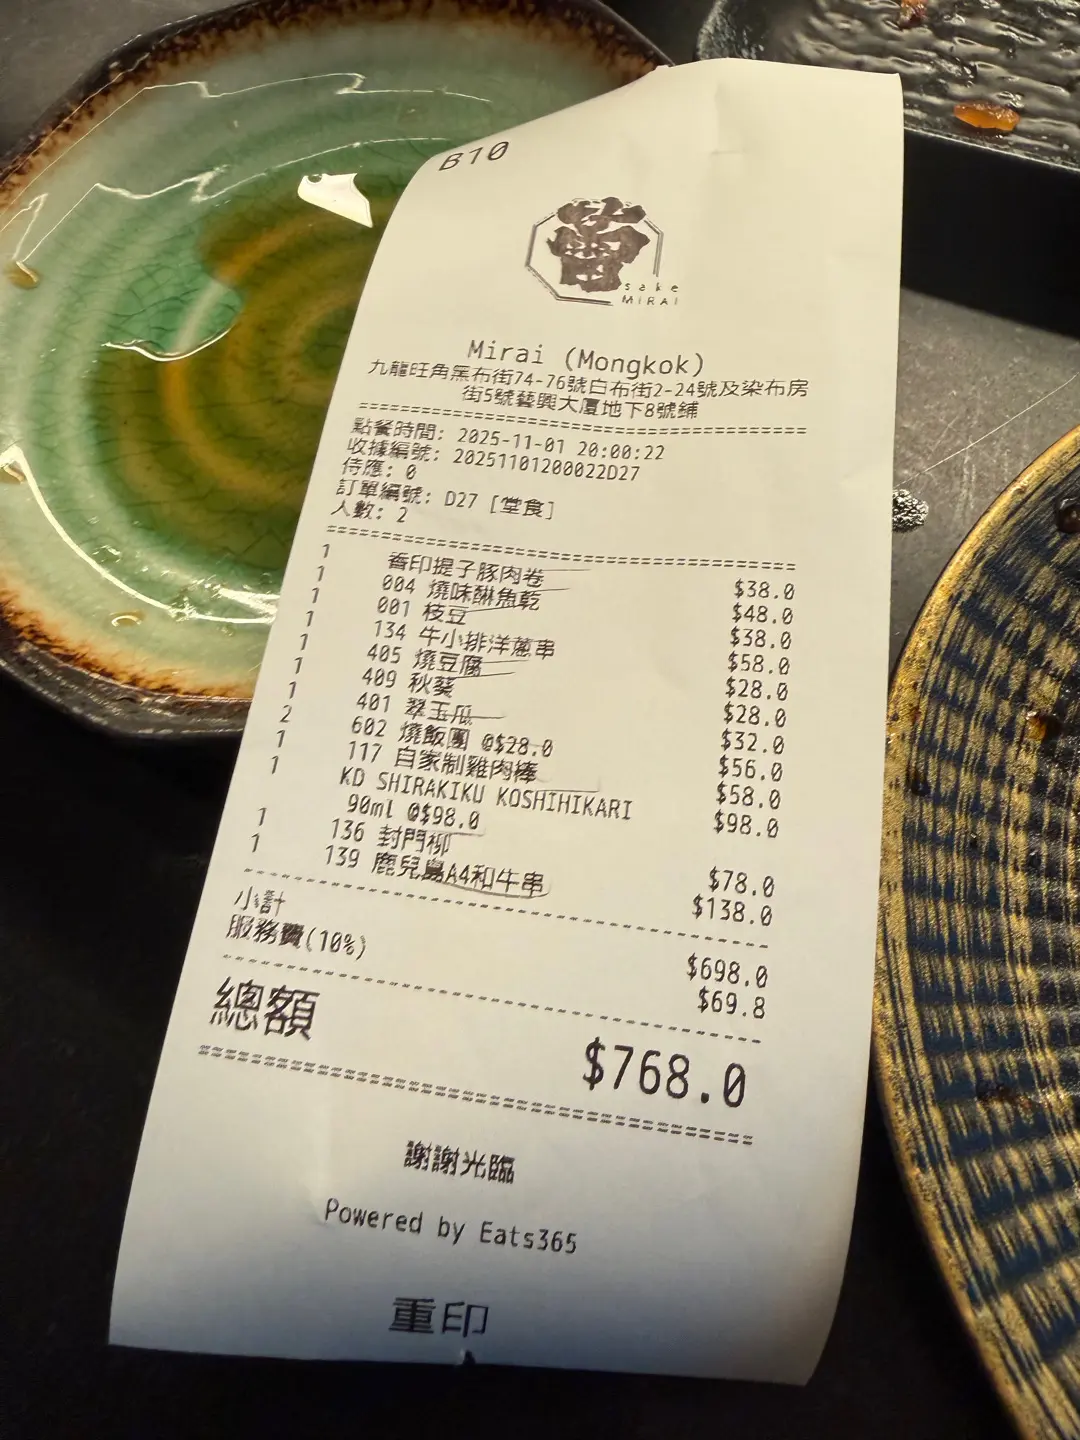 B10
sake
MIRAI
Mirai (Mongkok)
九龍旺角黑布街74-76號白布街2-24號及染布房
街5號藝興大廈地下8號鋪
點餐時間: 2025-11-01 20:00:22
收據編號: 20251101200022D27
侍應: 0
訂單編號: D27 [堂食]
人數: 2
1 香印提子豚肉卷 $38.0
1 004 燒味醂魚乾 $48.0
1 001 枝豆 $38.0
1 134 牛小排洋蔥串 $58.0
1 405 燒豆腐 $28.0
1 409 秋葵 $28.0
1 401 翠玉瓜 $32.0
2 602 燒飯團 @$28.0 $56.0
1 117 自家制雞肉棒 $58.0
1 KD SHIRAKIKU KOSHIHIKARI $98.0
90ml @$98.0
1 136 封門柳 $78.0
1 139 鹿兒島A4和牛串 $138.0
小計 $698.0
服務費(10%) $69.8
總額 $768.0
謝謝光臨
Powered by Eats365
重印